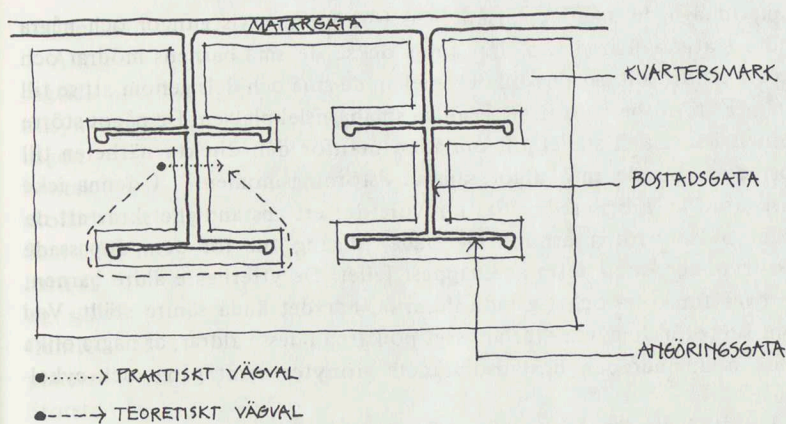 MATARGATA
KVARTERSMARK
BOSTADSGATA
ANGÖRINGSGATA
PRAKTISKT VÄGVAL
TEORETISKT VÄGVAL